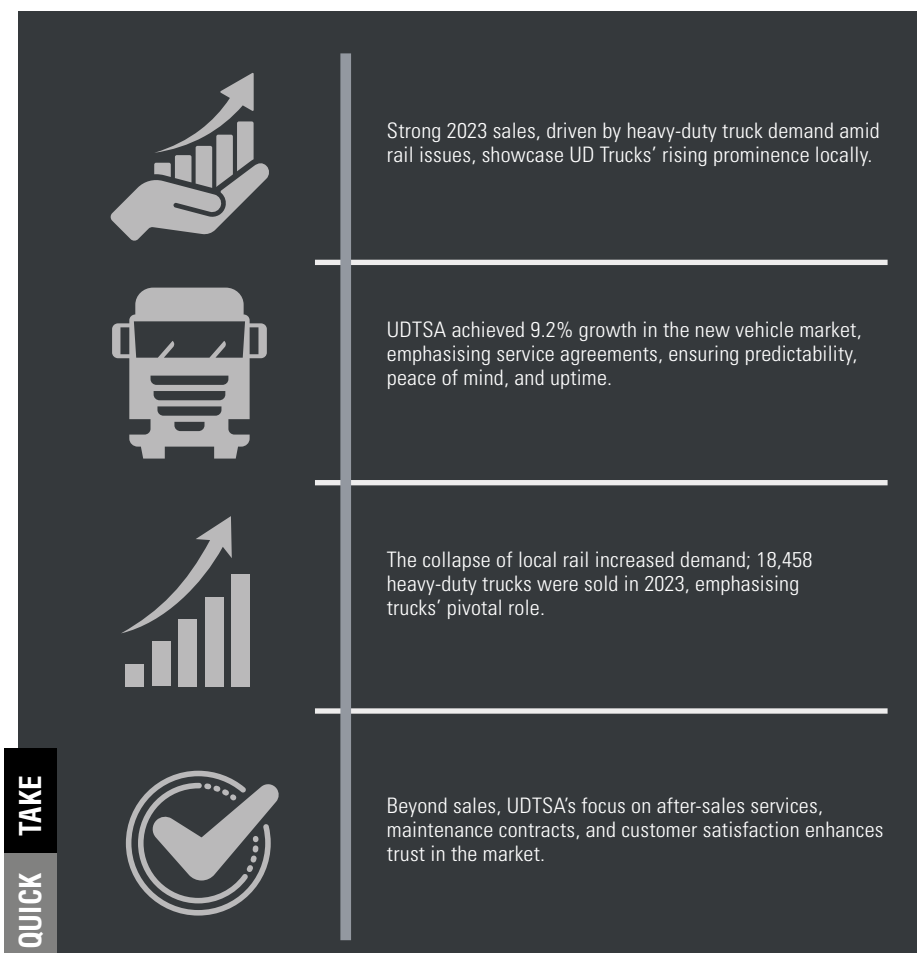 Strong 2023 sales, driven by heavy-duty truck demand amid
rail issues, showcase UD Trucks’ rising prominence locally.
UDTSA achieved 9.2% growth in the new vehicle market,
emphasising service agreements, ensuring predictability,
peace of mind, and uptime.
The collapse of local rail increased demand; 18,458
heavy-duty trucks were sold in 2023, emphasising
trucks’ pivotal role.
Beyond sales, UDTSA’s focus on after-sales services,
maintenance contracts, and customer satisfaction enhances
trust in the market.
QUICK TAKE